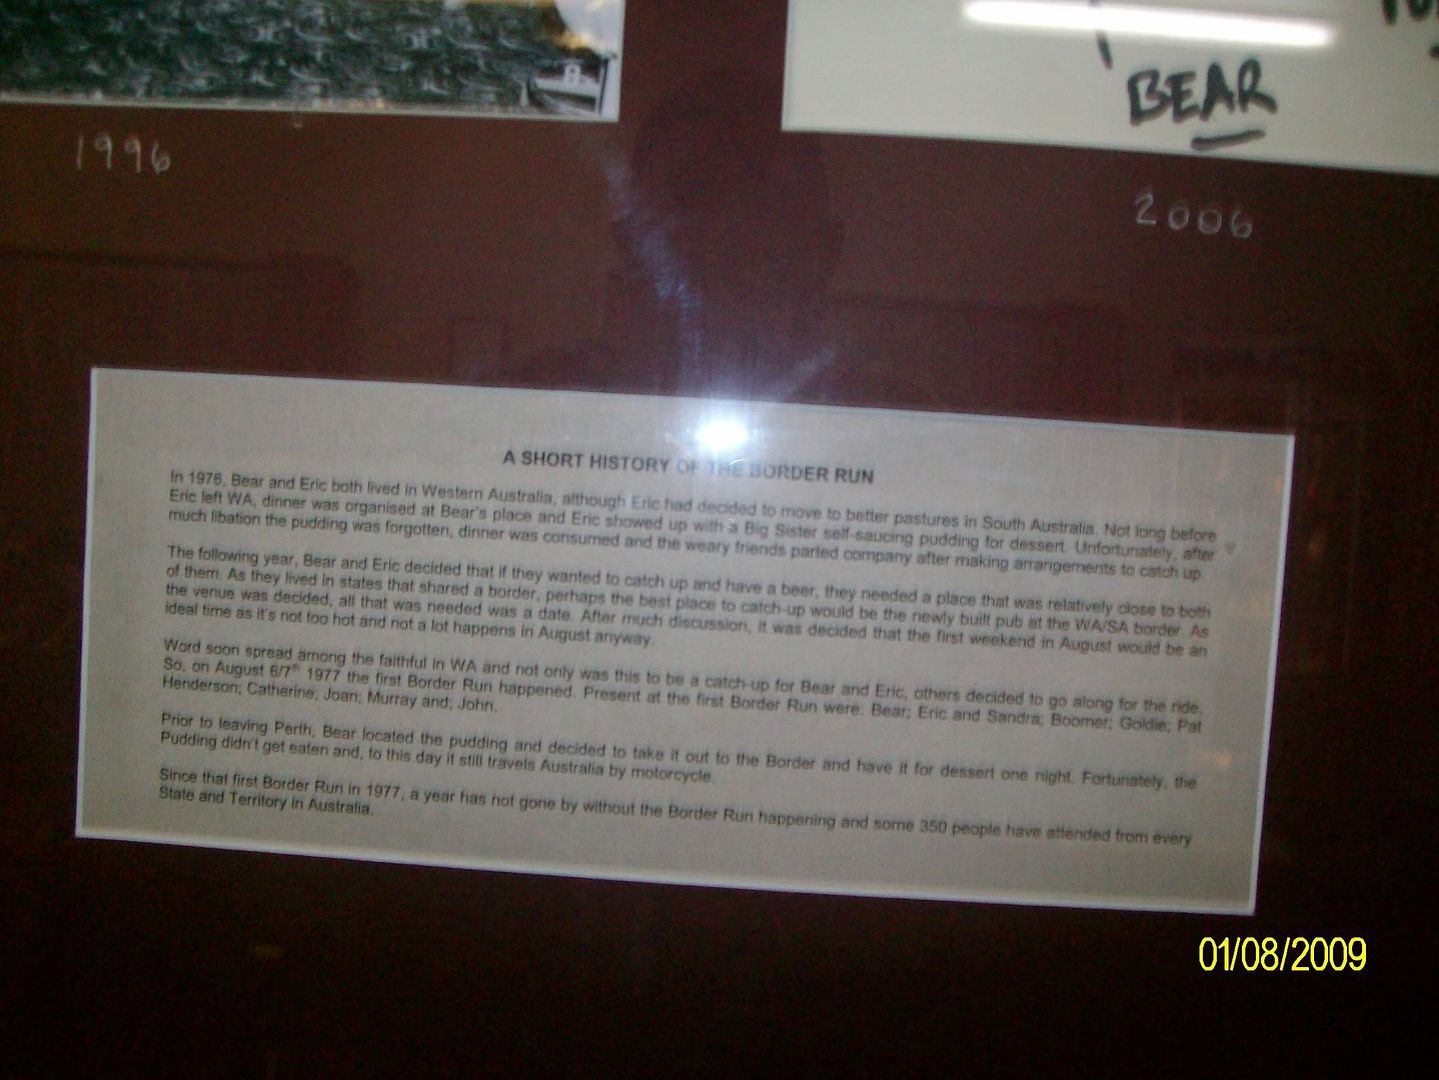 BEAR
1996
2006
A SHORT HISTORY OF THE BORDER RUN
In 1976, Bear and Eric both lived in Western Australia, although Eric had decided to move to better pastures in South Australia. Not long before
Eric left WA, dinner was organised at Bear's place and Eric showed up with a Big Sister self-saucing pudding for dessert. Unfortunately, after
much libation the pudding was forgotten, dinner was consumed and the weary friends parted company after making arrangements to catch up.
The following year, Bear and Eric decided that if they wanted to catch up and have a beer, they needed a place that was relatively close to both
of them. As they lived in states that shared a border, perhaps the best place to catch-up would be the newly built pub at the WA/SA border. As
the venue was decided, all that was needed was a date. After much discussion, it was decided that the first weekend in August would be an
ideal time as it's not too hot and not a lot happens in August anyway.
Word soon spread among the faithful in WA and not only was this to be a catch-up for Bear and Eric, others decided to go along for the ride.
So, on August 6/7th 1977 the first Border Run happened. Present at the first Border Run were: Bear; Eric and Sandra; Boomer; Goldie; Pat
Henderson; Catherine; Joan; Murray and; John.
Prior to leaving Perth, Bear located the pudding and decided to take it out to the Border and have it for dessert one night. Fortunately, the
Pudding didn't get eaten and, to this day it still travels Australia by motorcycle.
Since that first Border Run in 1977, a year has not gone by without the Border Run happening and some 350 people have attended from every
State and Territory in Australia.
01/08/2009